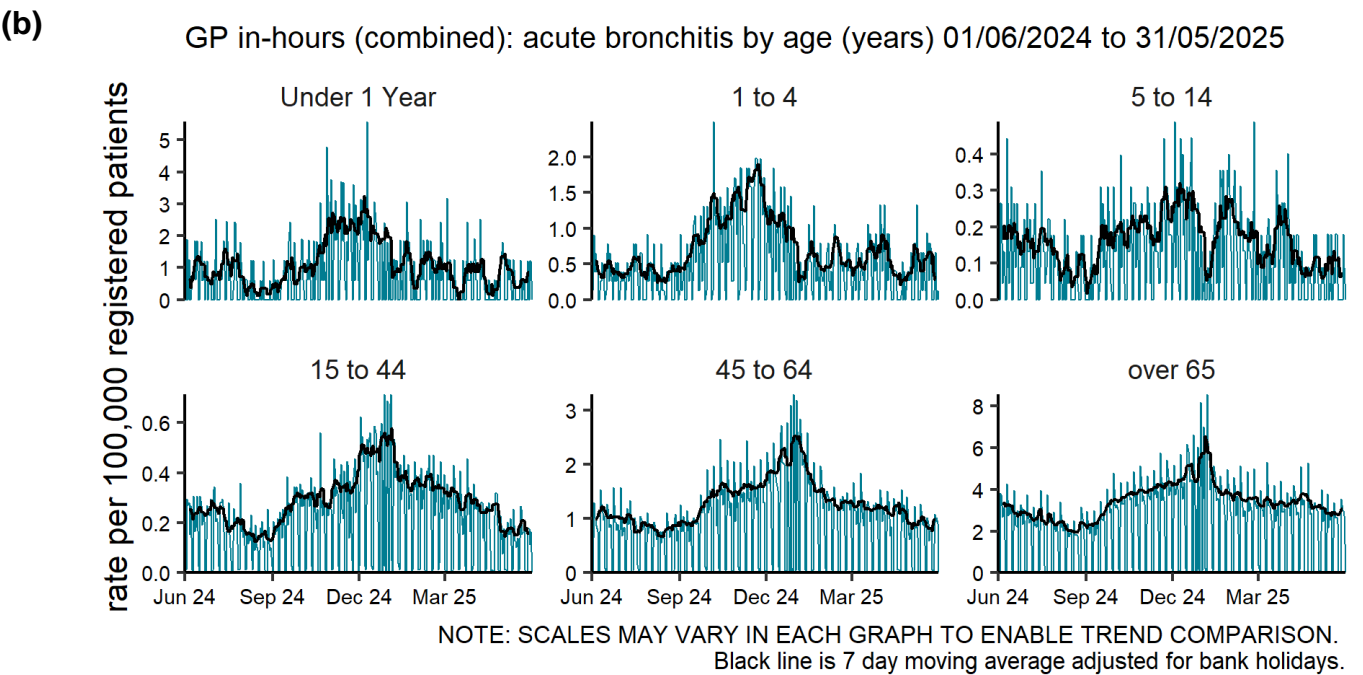 (b)
GP in-hours (combined): acute bronchitis by age (years) 01/06/2024 to 31/05/2025
rate per 100,000 registered patients
Under 1 Year
1 to 4
5 to 14
5
4
3
2
1
0
2.0
1.5
1.0
0.5
0.0
0.4
0.3
0.2
0.1
0.0
15 to 44
45 to 64
over 65
0.6
0.4
0.2
0.0
3
2
1
0
8
6
4
2
0
Jun 24 Sep 24 Dec 24 Mar 25
Jun 24 Sep 24 Dec 24 Mar 25
Jun 24 Sep 24 Dec 24 Mar 25
NOTE: SCALES MAY VARY IN EACH GRAPH TO ENABLE TREND COMPARISON.
Black line is 7 day moving average adjusted for bank holidays.